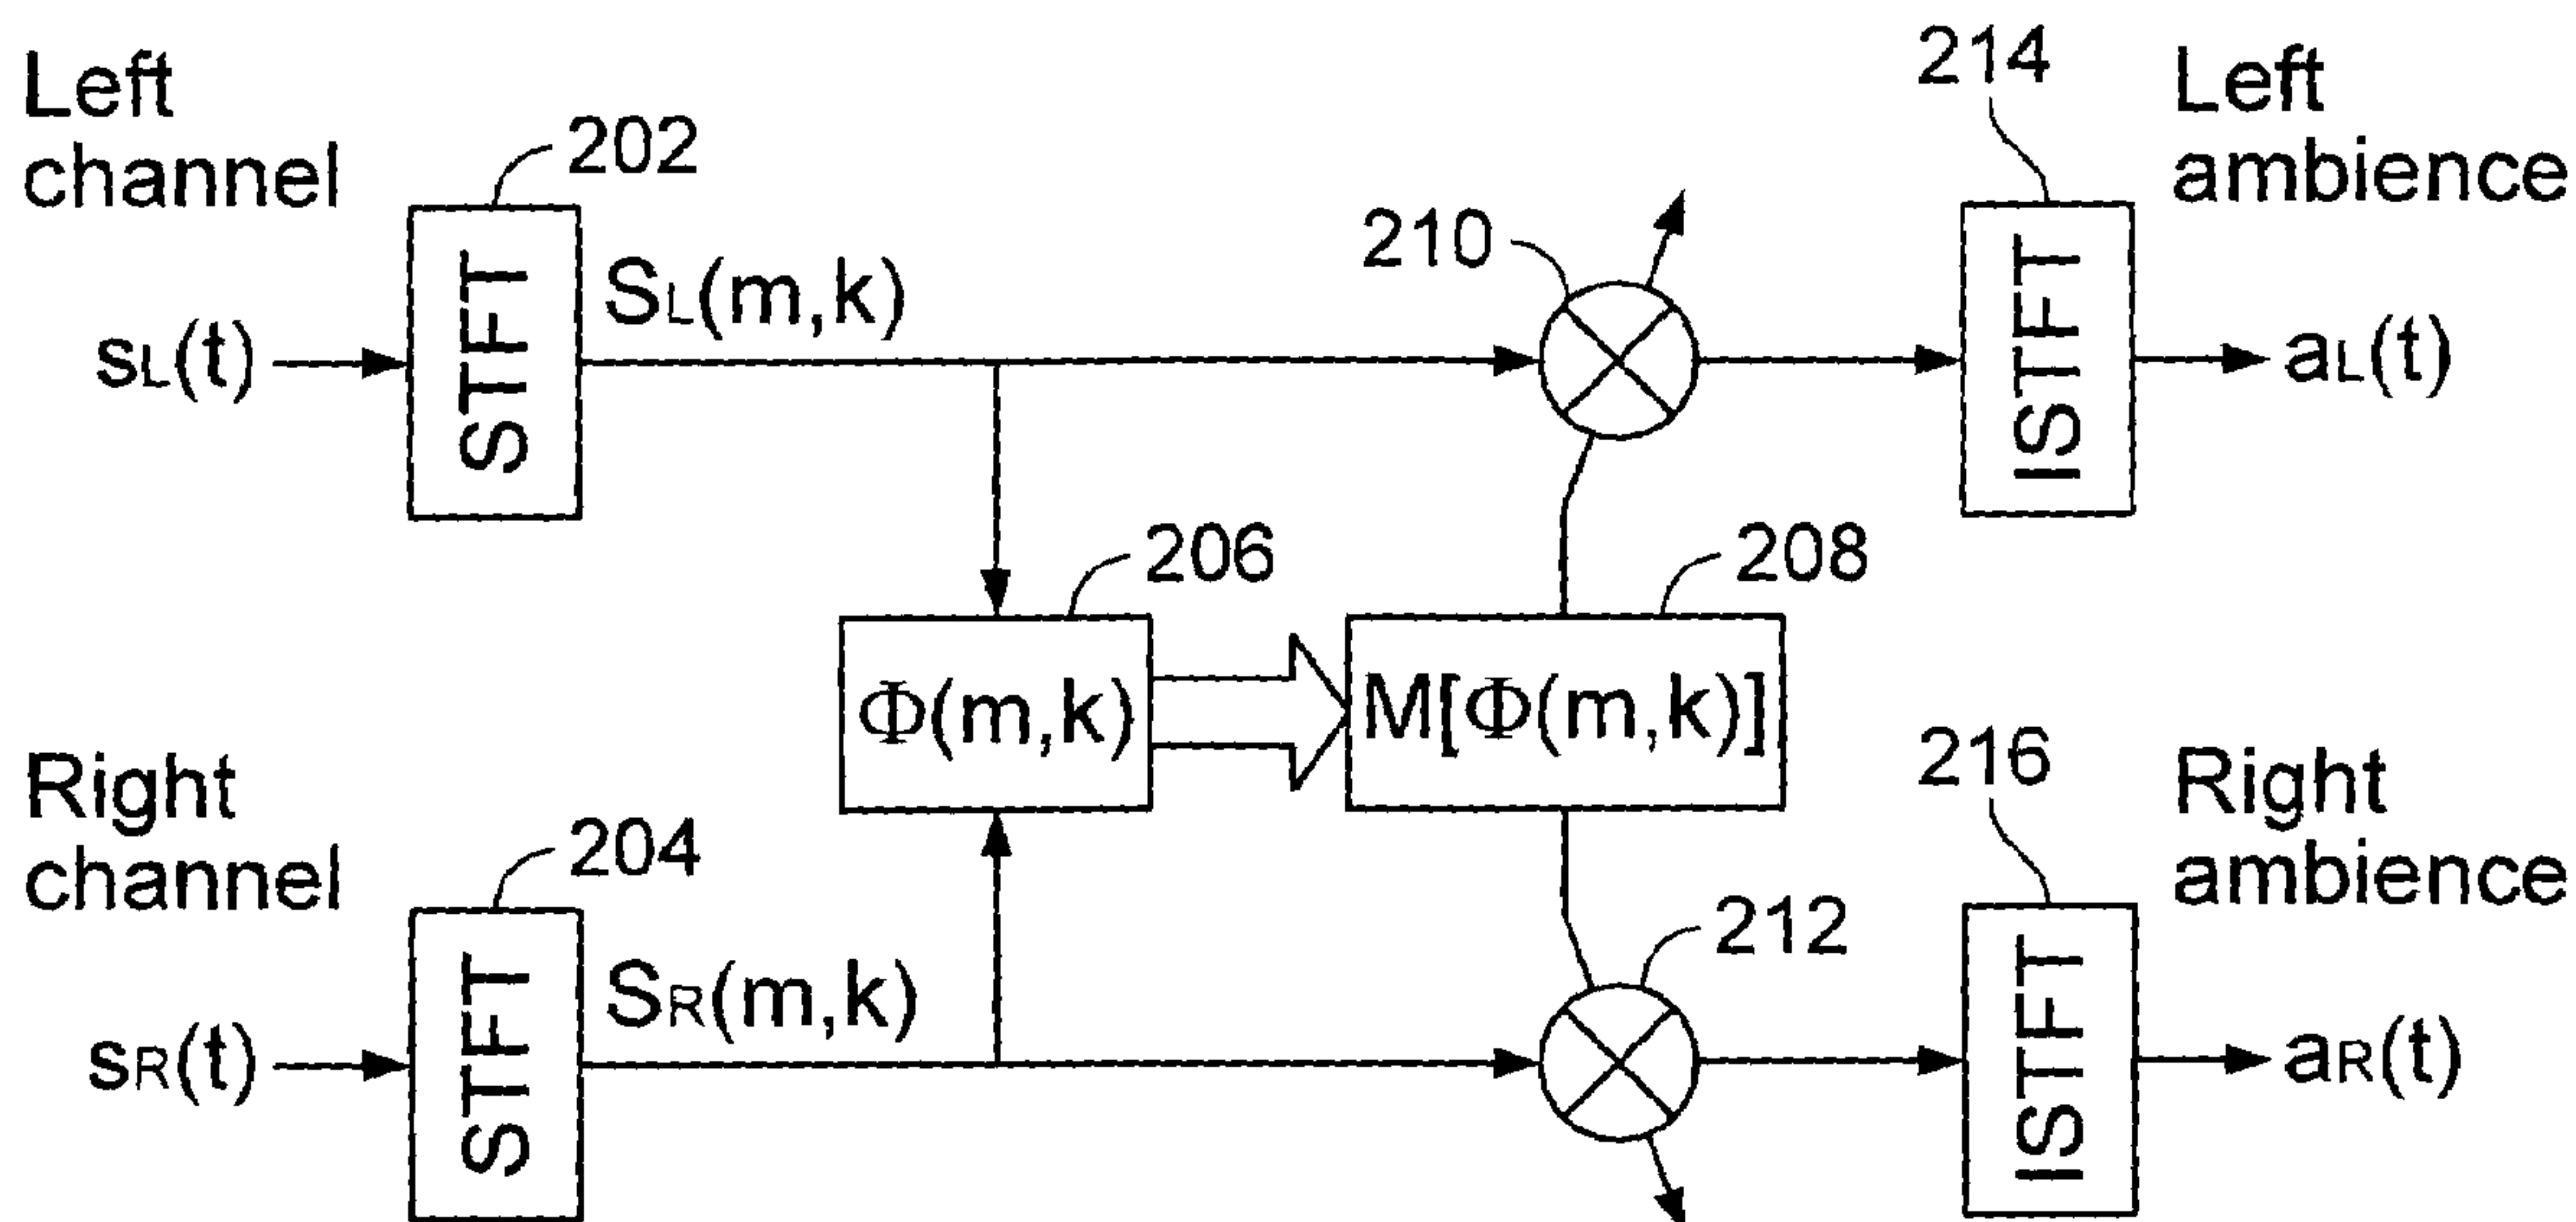 Left
channel
202
STFT
sL(t)
SL(m,k)
210
214
ISTFT
Left
ambience
aL(t)
206
Φ(m,k)
208
M[Φ(m,k)]
Right
channel
204
STFT
sR(t)
SR(m,k)
212
216
ISTFT
Right
ambience
aR(t)